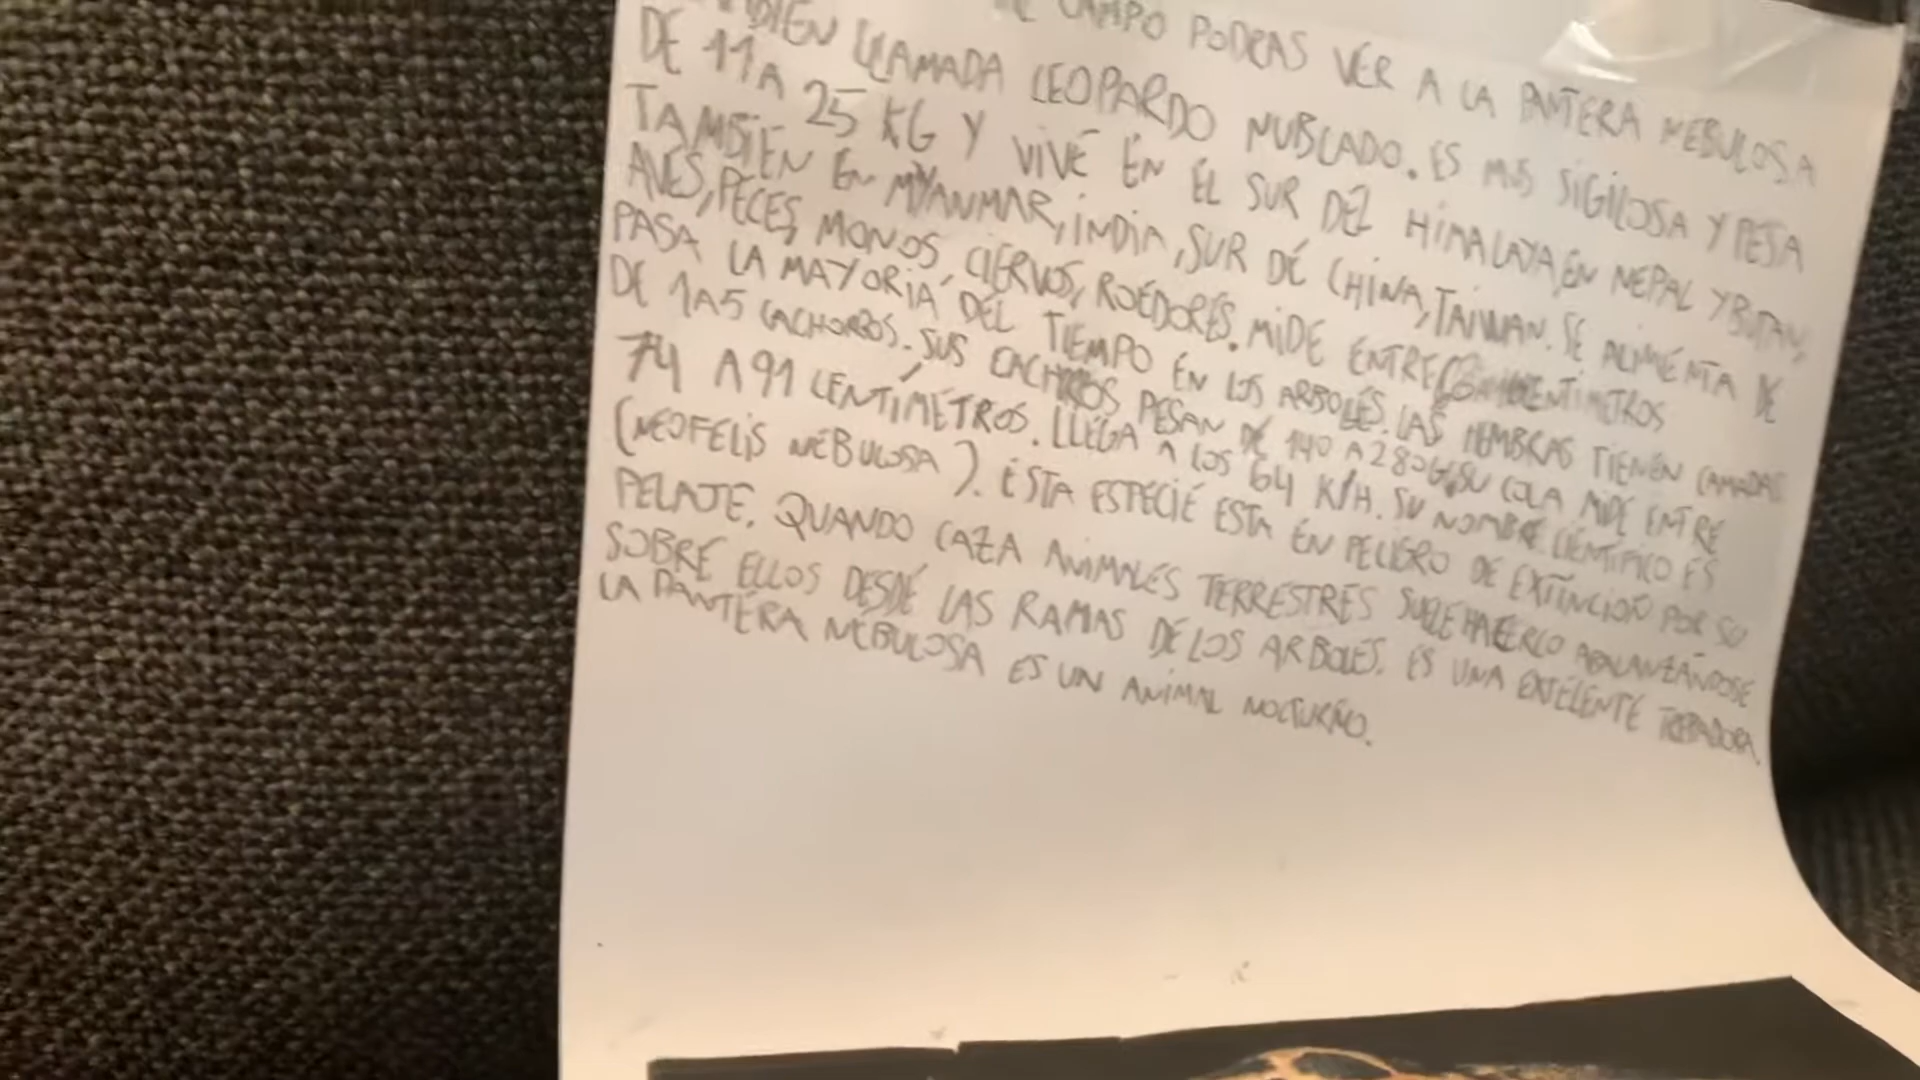 CAMPO PODRAS VER A LA PANTERA NEBULOSA
LLAMADA LEOPARDO NUBLADO. ES MUY SIGILOSA Y PESA
DE 11 A 25 KG Y VIVE EN EL SUR DEL HIMALAYA, EN NEPAL Y BUTAN,
TAMBIEN EN MYANMAR, INDIA, SUR DE CHINA, TAIWAN. SE ALIMENTA DE
AVES, PECES, MONOS, CIERVOS, ROEDORES. MIDE ENTRE CENTIMETROS
PASA LA MAYORIA DEL TIEMPO EN LOS ARBOLES. LAS HEMBRAS TIENEN CAMADAS
DE 1 A 5 CACHORROS. SUS CACHORROS PESAN DE 140 A 280 G, SU COLA MIDE ENTRE
74 A 91 CENTÍMETROS. LLEGA A LOS 64 K/H. SU NOMBRE CIENTIFICO ES
(NEOFELIS NEBULOSA). ESTA ESPECIE ESTA EN PELIGRO DE EXTINCION POR SU
PELAJE. QUANDO CAZA ANIMALES TERRESTRES SUELE HACERLO ABALANZÁNDOSE
SOBRE ELLOS DESDE LAS RAMAS DE LOS ARBOLES. ES UNA EXSELENTE TREPADORA.
LA PANTERA NEBULOSA ES UN ANIMAL NOCTURNO.